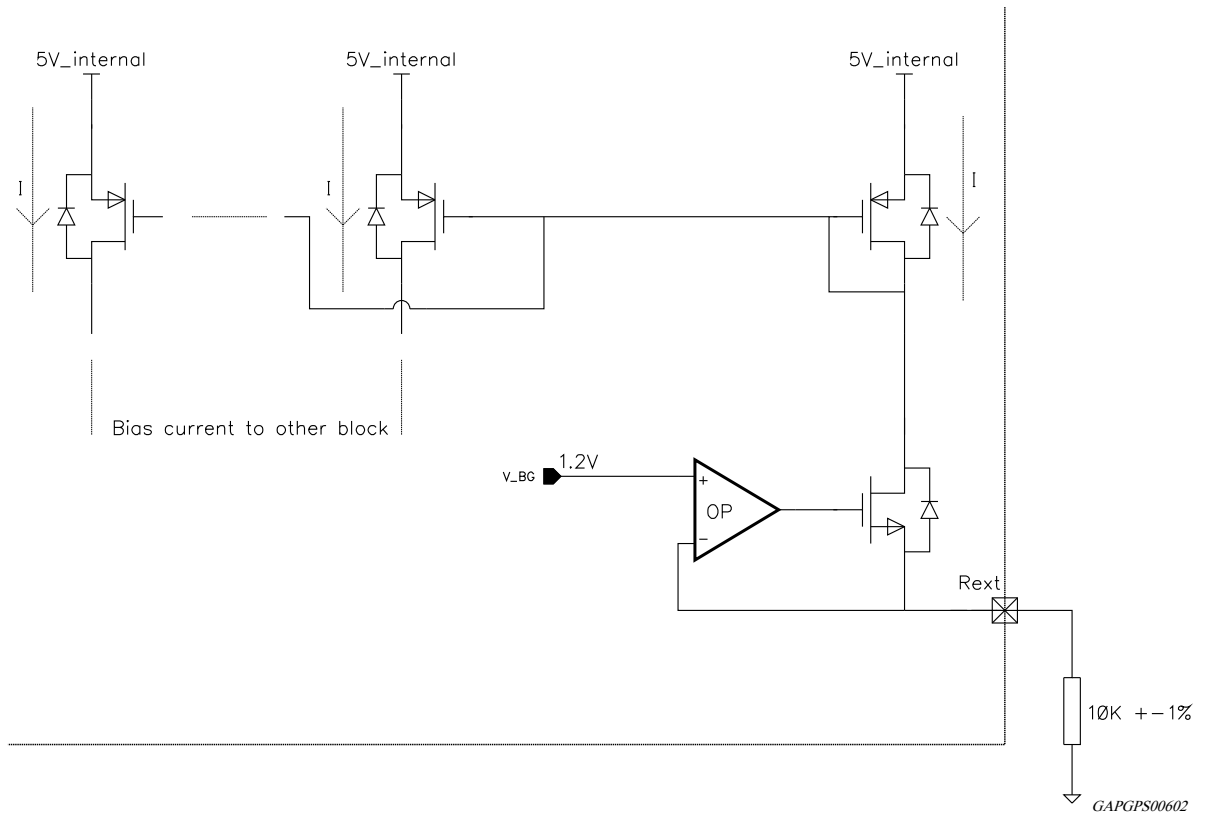 5V_internal
5V_internal
5V_internal
I
I
I
Bias current to other block
V_BG
1.2V
+
OP
−
Rext
10K +-1%
GAPGPS00602